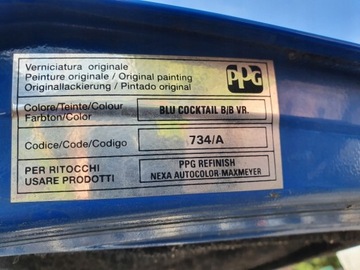 Verniciatura originale
Peinture originale / Original painting
Originallackierung / Pintado original
PPG
Colore/Teinte/Colour
Farbton/Color
BLU COCKTAIL B/B VR.
Codice/Code/Codigo
734/A
PER RITOCCHI
USARE PRODOTTI
PPG REFINISH
NEXA AUTOCOLOR-MAXMEYER